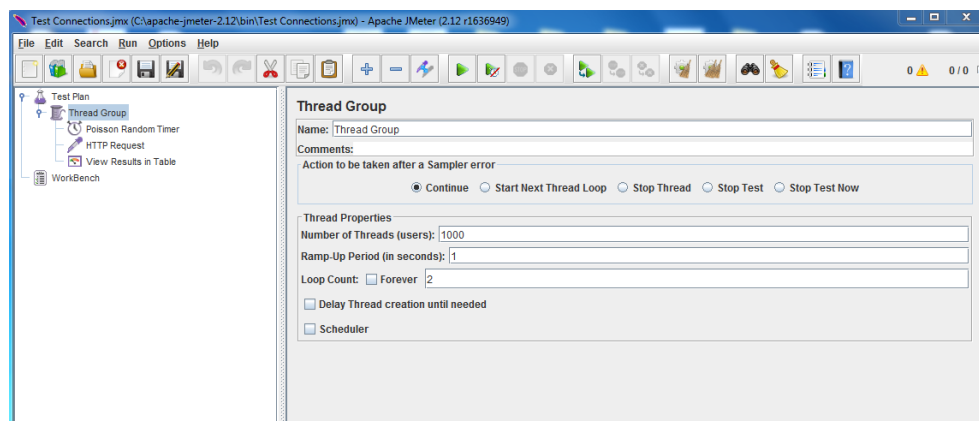 Test Connections.jmx (C:\apache-jmeter-2.12\bin\Test Connections.jmx) - Apache JMeter (2.12 r1636949)
File Edit Search Run Options Help
0 0 / 0
Test Plan
Thread Group
Poisson Random Timer
HTTP Request
View Results in Table
WorkBench
Thread Group
Name: Thread Group
Comments:
Action to be taken after a Sampler error
Continue Start Next Thread Loop Stop Thread Stop Test Stop Test Now
Thread Properties
Number of Threads (users): 1000
Ramp-Up Period (in seconds): 1
Loop Count: Forever 2
Delay Thread creation until needed
Scheduler